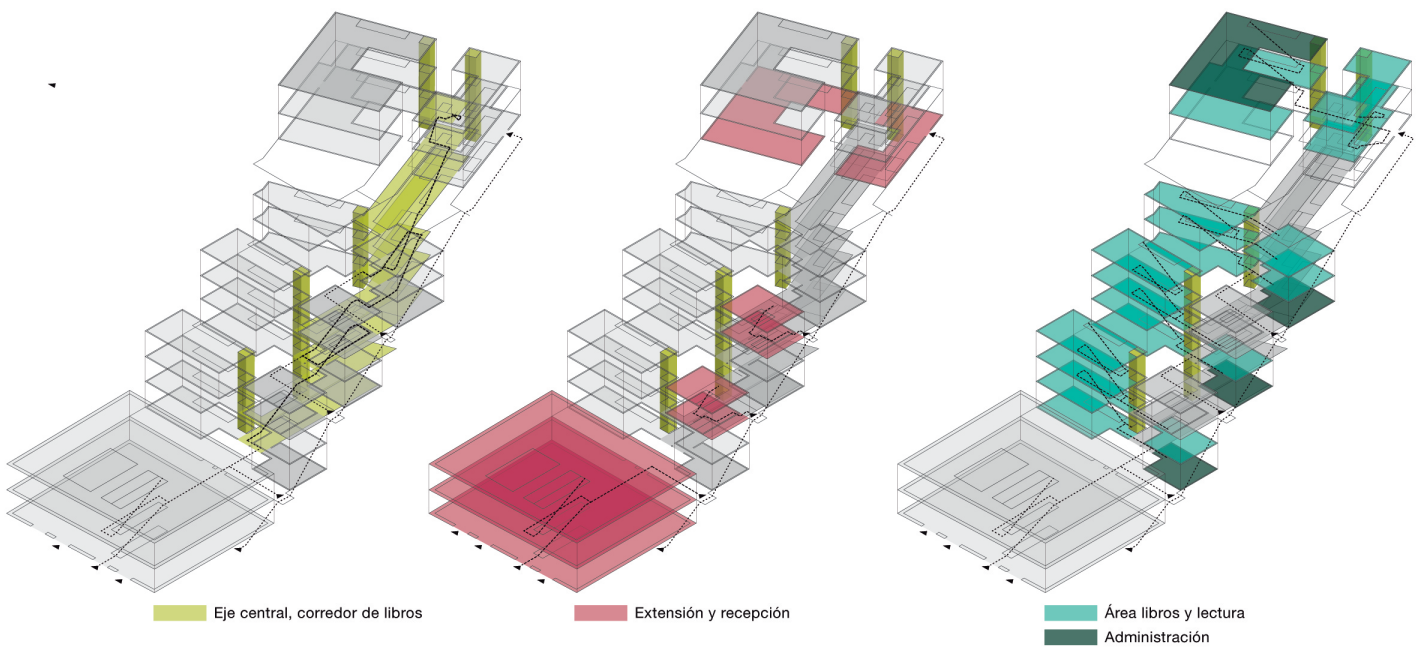 Eje central, corredor de libros
Extensión y recepción
Área libros y lectura
Administración